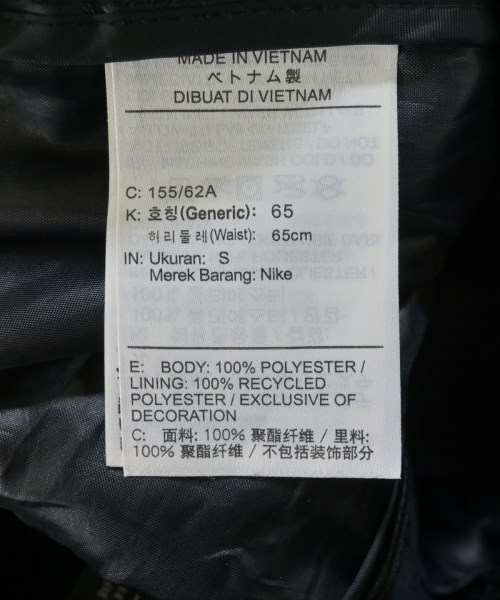 MADE IN VIETNAM
ベトナム製
DIBUAT DI VIETNAM
C: 155/62A
K: 호칭(Generic): 65
허리둘레(Waist): 65cm
IN: Ukuran: S
Merek Barang: Nike
E: BODY: 100% POLYESTER /
LINING: 100% RECYCLED
POLYESTER / EXCLUSIVE OF
DECORATION
C: 面料: 100% 聚酯纤维 / 里料:
100% 聚酯纤维 / 不包括装饰部分